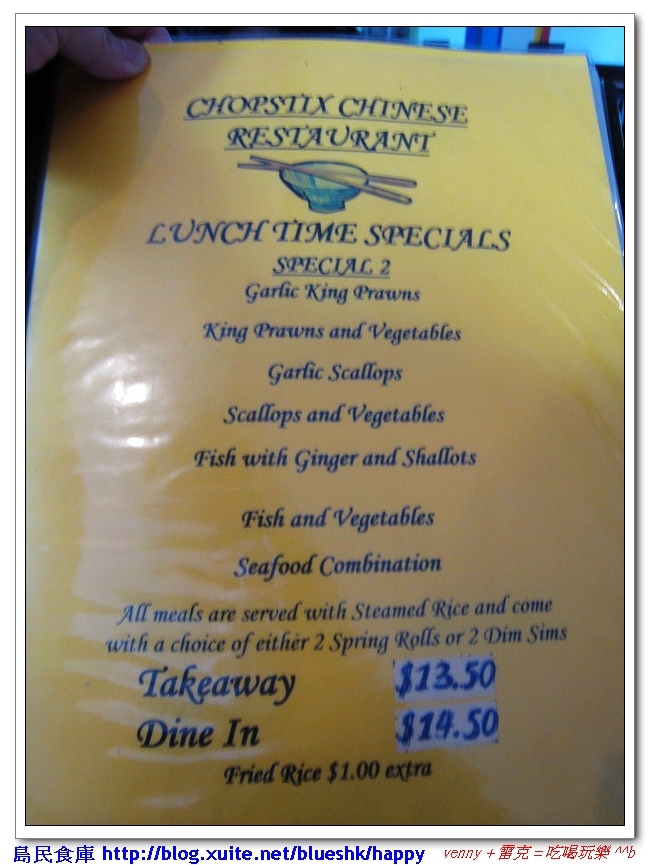 CHOPSTIX CHINESE
RESTAURANT
LUNCH TIME SPECIALS
SPECIAL 2
Garlic King Prawns
King Prawns and Vegetables
Garlic Scallops
Scallops and Vegetables
Fish with Ginger and Shallots
Fish and Vegetables
Seafood Combination
All meals are served with Steamed Rice and come
with a choice of either 2 Spring Rolls or 2 Dim Sims
Takeaway $13.50
Dine In $14.50
Fried Rice $1.00 extra
島民食庫 http://blog.xuite.net/blueshk/happy venny + 雷克 = 吃喝玩樂 ^^b